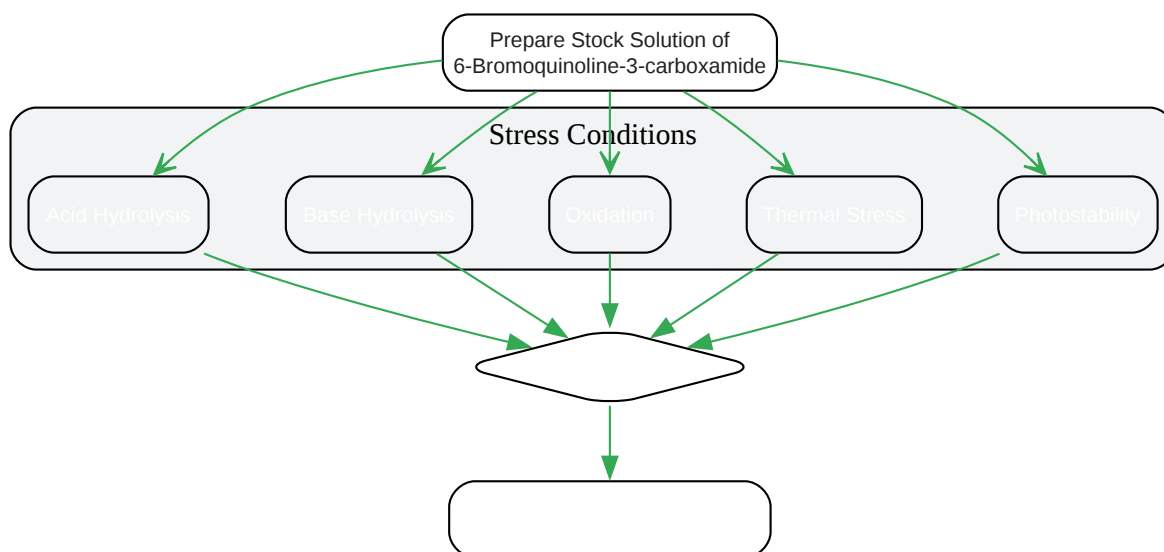 Prepare Stock Solution of
6-Bromoquinoline-3-carboxamide
Stress Conditions
Acid Hydrolysis
Base Hydrolysis
Oxidation
Thermal Stress
Photostability